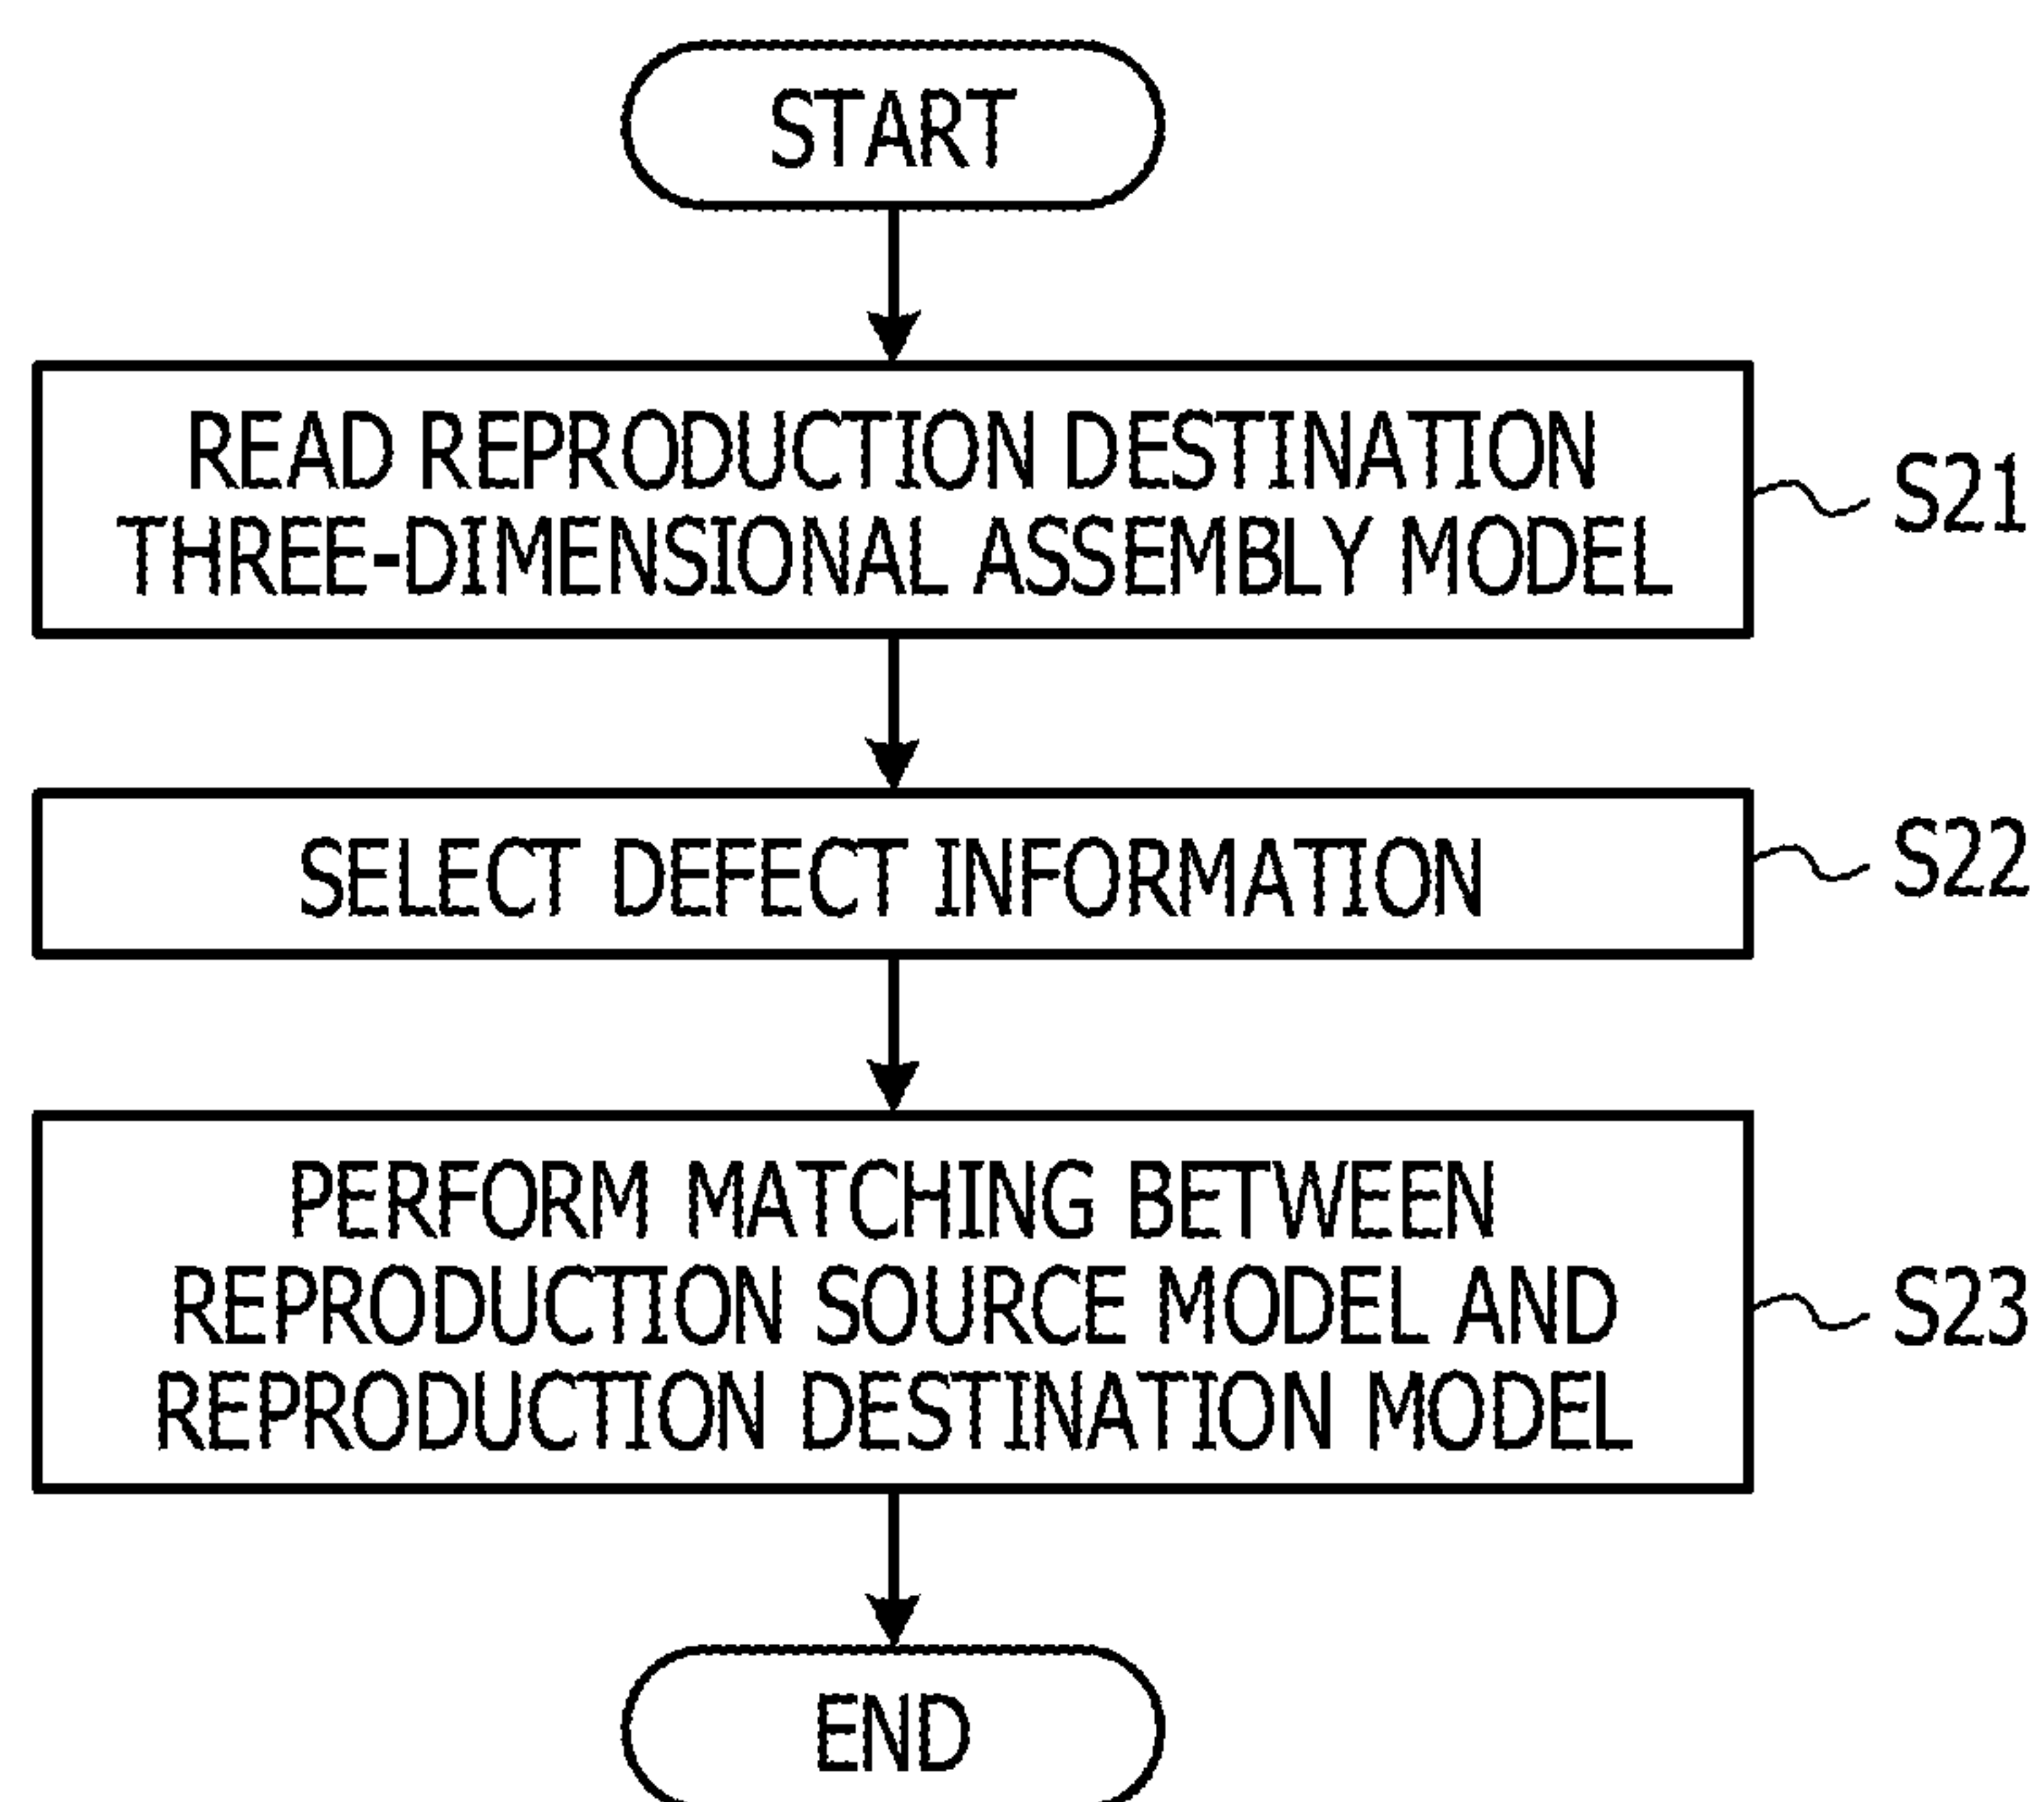 START
READ REPRODUCTION DESTINATION
THREE-DIMENSIONAL ASSEMBLY MODEL
S21
SELECT DEFECT INFORMATION
S22
PERFORM MATCHING BETWEEN
REPRODUCTION SOURCE MODEL AND
REPRODUCTION DESTINATION MODEL
S23
END